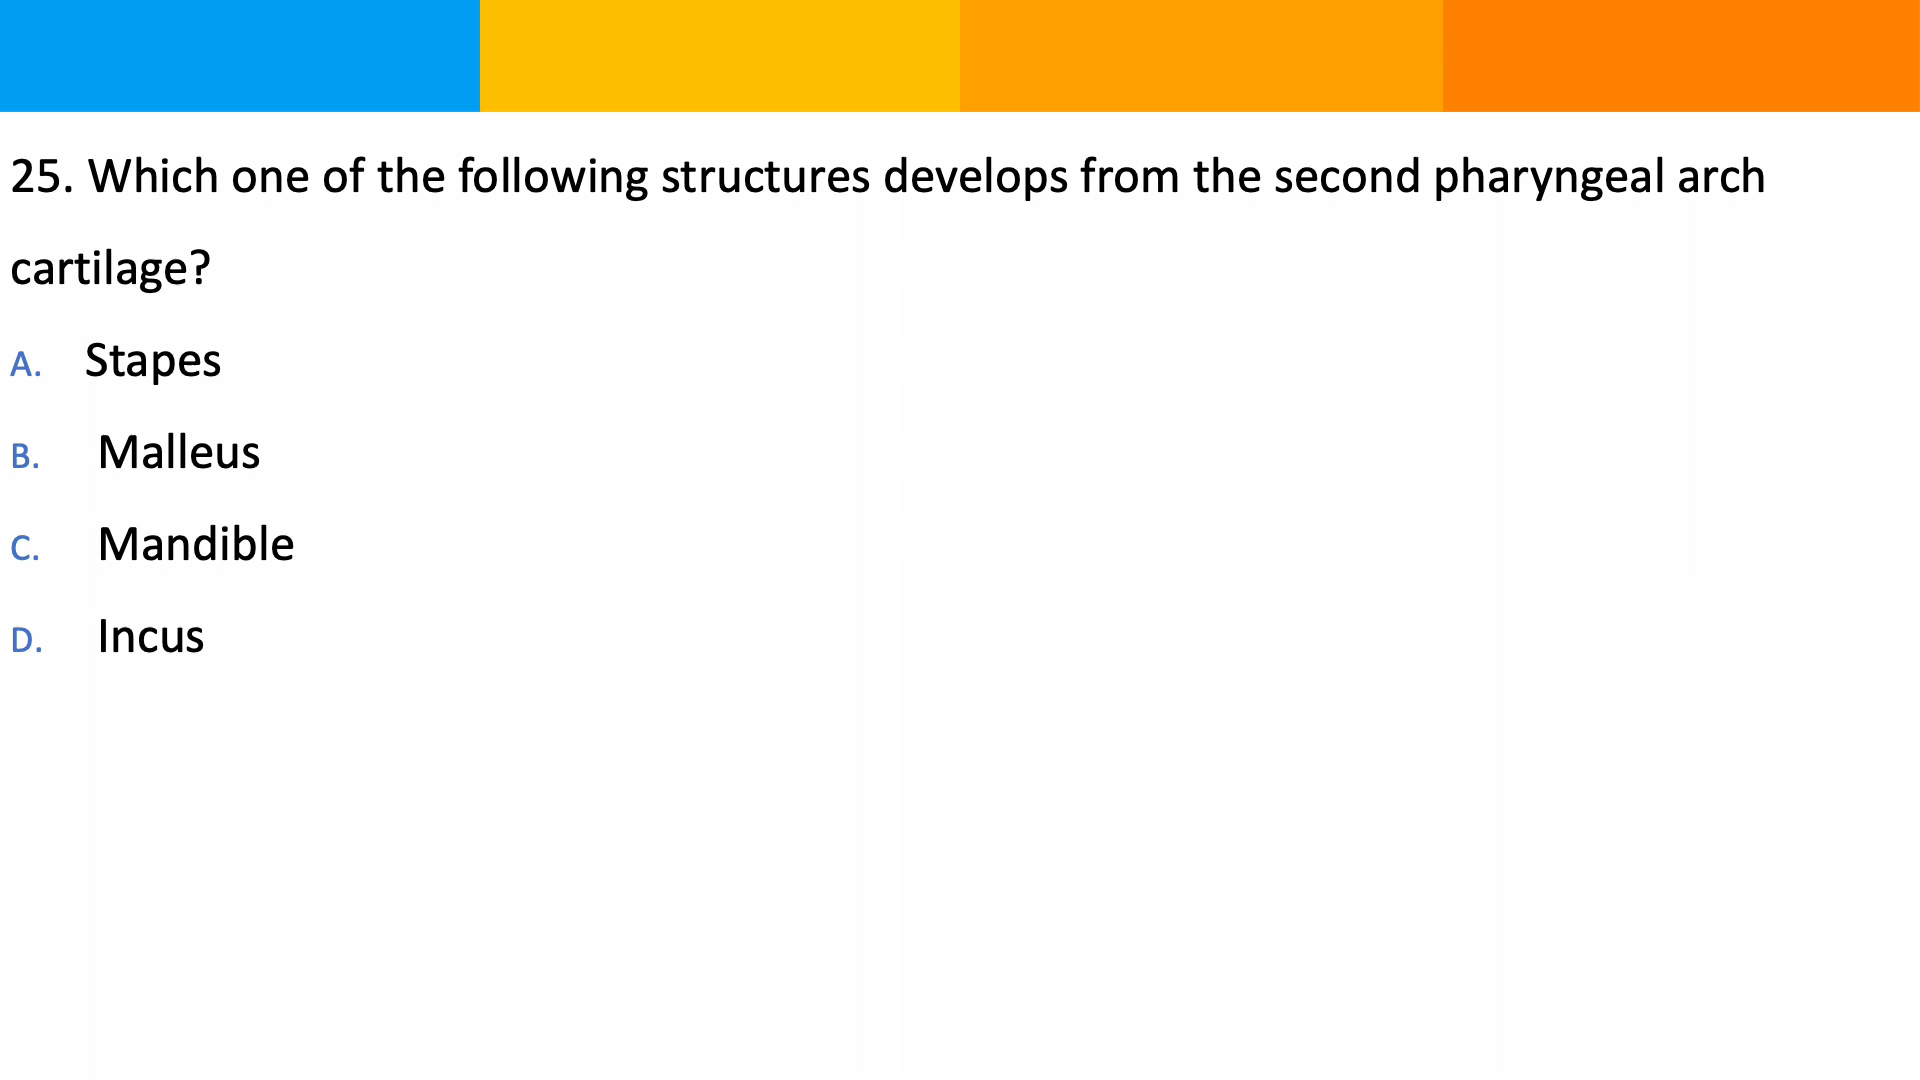 25. Which one of the following structures develops from the second pharyngeal arch
cartilage?
A. Stapes
B. Malleus
C. Mandible
D. Incus